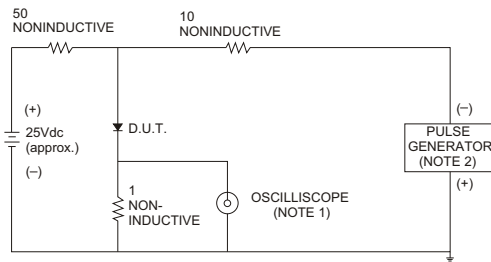 50
NONINDUCTIVE
10
NONINDUCTIVE
(+)
25Vdc
(approx.)
(–)
D.U.T.
1
NON-
INDUCTIVE
OSCILLISCOPE
(NOTE 1)
(–)
PULSE
GENERATOR
(NOTE 2)
(+)